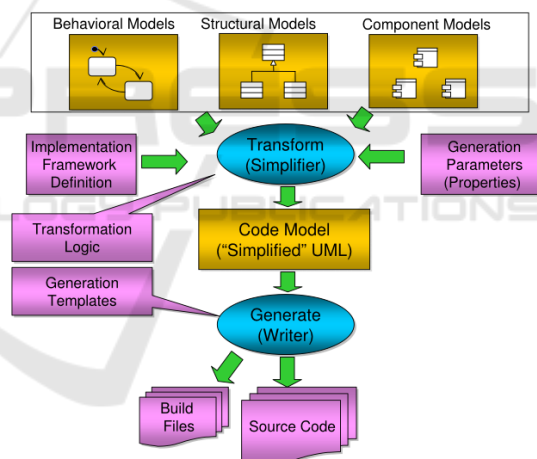 Behavioral Models
Structural Models
Component Models
Implementation
Framework
Definition
Transform
(Simplifier)
Generation
Parameters
(Properties)
Transformation
Logic
Code Model
("Simplified" UML)
Generation
Templates
Generate
(Writer)
Build
Files
Source Code